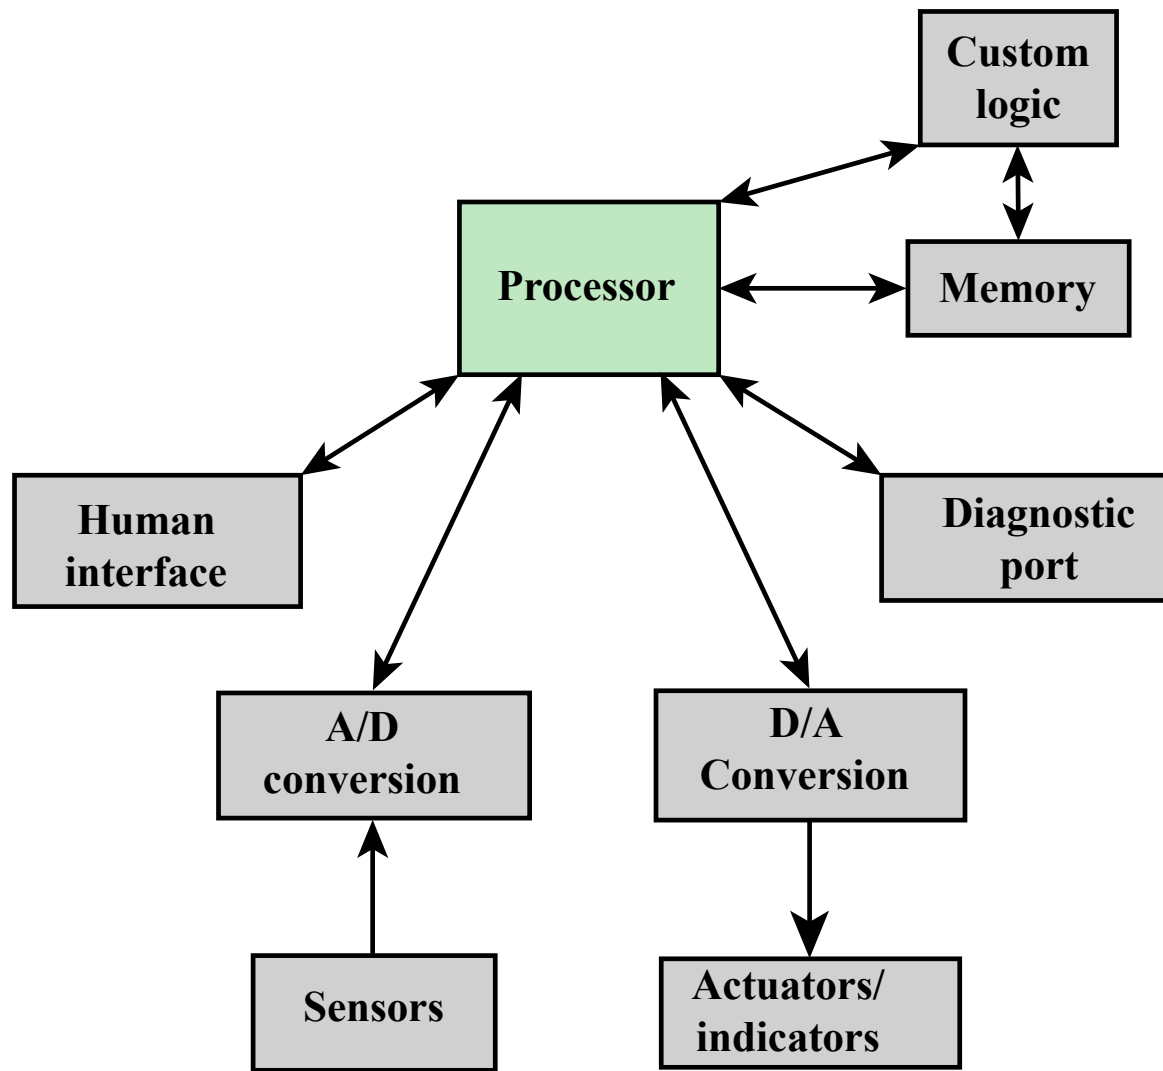 Custom
logic
Processor
Memory
Human
interface
Diagnostic
port
A/D
conversion
D/A
Conversion
Sensors
Actuators/
indicators